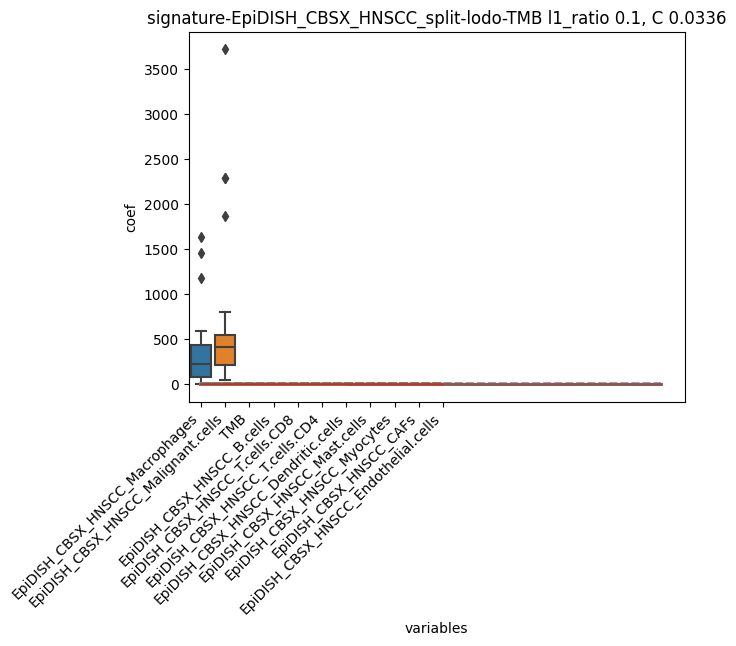 signature-EpiDISH_CBSX_HNSCC_split-lodo-TMB l1_ratio 0.1, C 0.0336
coef
3500
3000
2500
2000
1500
1000
500
0
EpiDISH_CBSX_HNSCC_Macrophages
EpiDISH_CBSX_HNSCC_Malignant.cells
TMB
EpiDISH_CBSX_HNSCC_B.cells
EpiDISH_CBSX_HNSCC_T.cells.CD8
EpiDISH_CBSX_HNSCC_T.cells.CD4
EpiDISH_CBSX_HNSCC_Dendritic.cells
EpiDISH_CBSX_HNSCC_Mast.cells
EpiDISH_CBSX_HNSCC_Myocytes
EpiDISH_CBSX_HNSCC_CAFs
EpiDISH_CBSX_HNSCC_Endothelial.cells
variables